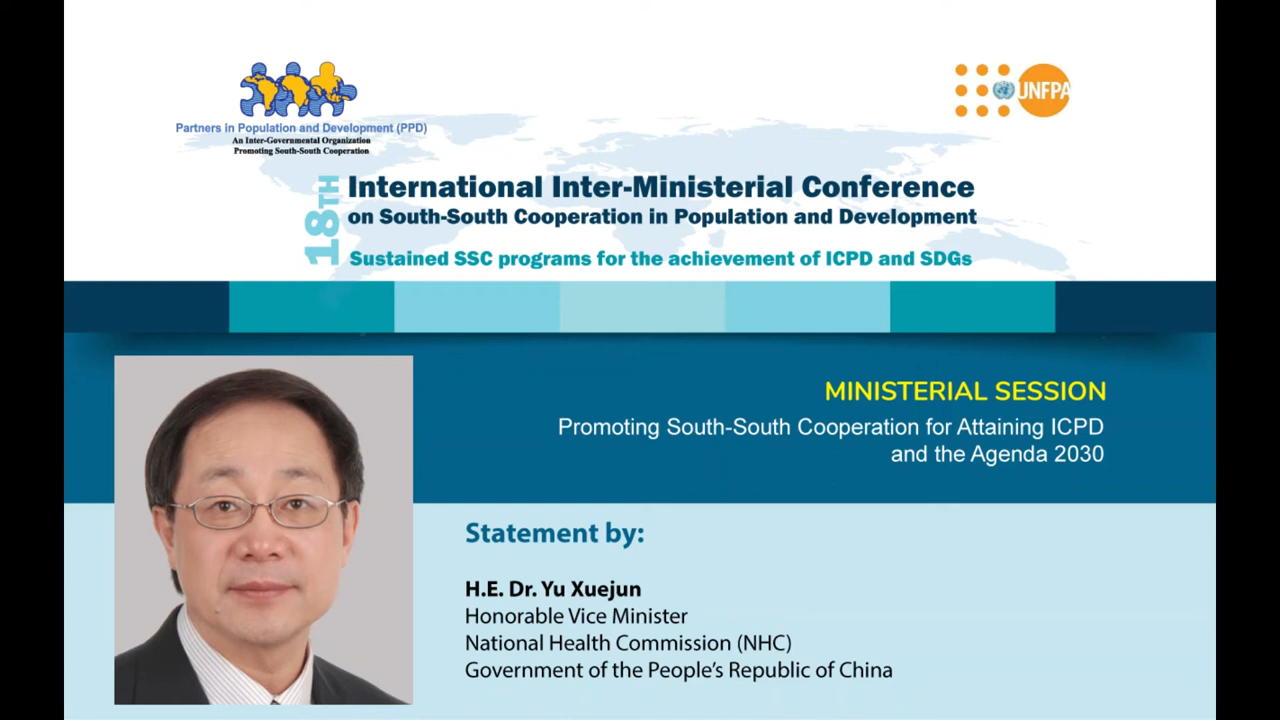 Partners in Population and Development (PPD)
An Inter-Governmental Organization
Promoting South-South Cooperation
UNFPA
18TH
International Inter-Ministerial Conference
on South-South Cooperation in Population and Development
Sustained SSC programs for the achievement of ICPD and SDGs
MINISTERIAL SESSION
Promoting South-South Cooperation for Attaining ICPD
and the Agenda 2030
Statement by:
H.E. Dr. Yu Xuejun
Honorable Vice Minister
National Health Commission (NHC)
Government of the People’s Republic of China